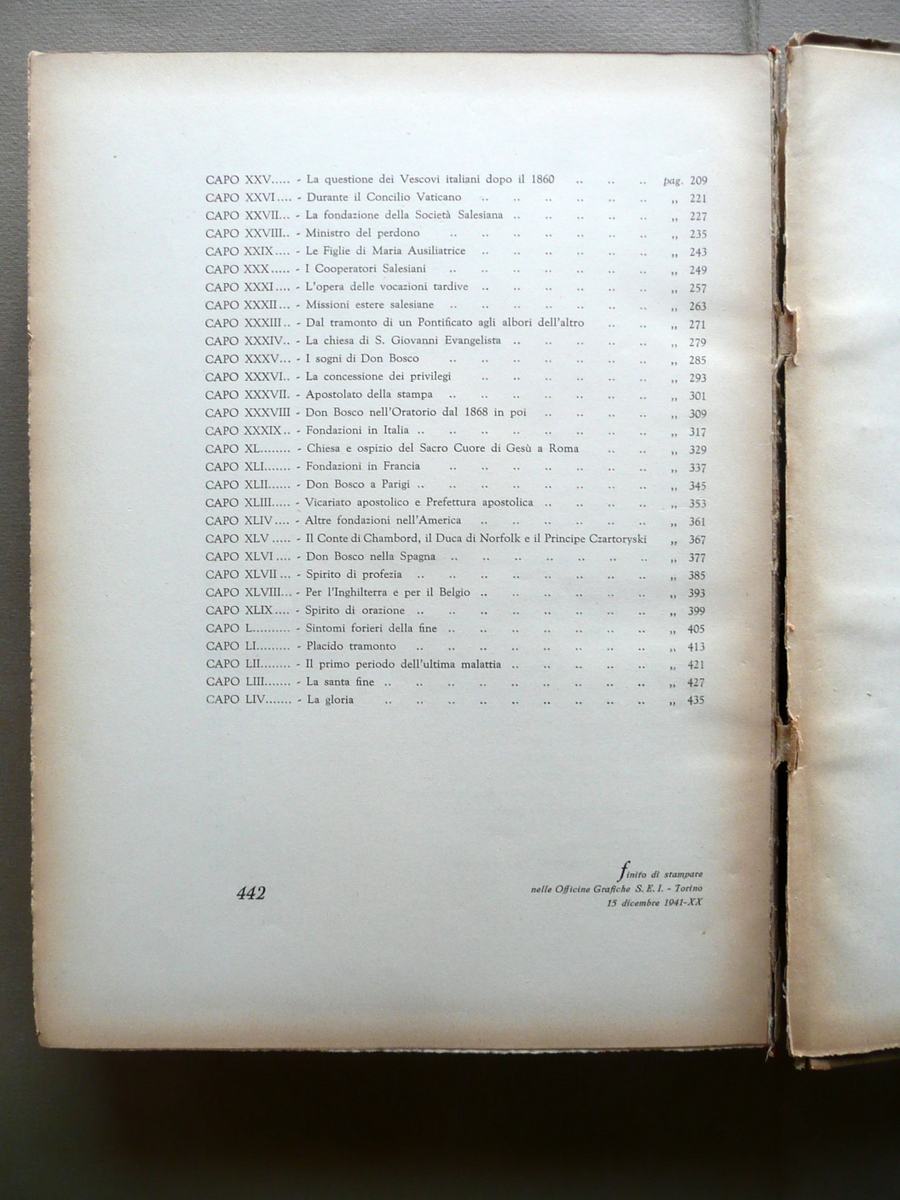 CAPO XXV..... - La questione dei Vescovi italiani dopo il 1860 .. .. .. pag. 209
CAPO XXVI.... - Durante il Concilio Vaticano .. .. .. .. .. .. ,, 221
CAPO XXVII... - La fondazione della Società Salesiana .. .. .. .. .. ,, 227
CAPO XXVIII.. - Ministro del perdono .. .. .. .. .. .. .. ,, 235
CAPO XXIX.... - Le Figlie di Maria Ausiliatrice .. .. .. .. .. .. ,, 243
CAPO XXX..... - I Cooperatori Salesiani .. .. .. .. .. .. .. ,, 249
CAPO XXXI.... - L'opera delle vocazioni tardive .. .. .. .. .. .. ,, 257
CAPO XXXII... - Missioni estere salesiane .. .. .. .. .. .. .. ,, 263
CAPO XXXIII.. - Dal tramonto di un Pontificato agli albori dell'altro .. .. .. ,, 271
CAPO XXXIV.. - La chiesa di S. Giovanni Evangelista .. .. .. .. .. ,, 279
CAPO XXXV... - I sogni di Don Bosco .. .. .. .. .. .. .. ,, 285
CAPO XXXVI.. - La concessione dei privilegi .. .. .. .. .. .. ,, 293
CAPO XXXVII. - Apostolato della stampa .. .. .. .. .. .. .. ,, 301
CAPO XXXVIII - Don Bosco nell'Oratorio dal 1868 in poi .. .. .. .. .. ,, 309
CAPO XXXIX.. - Fondazioni in Italia .. .. .. .. .. .. .. .. ,, 317
CAPO XL........ - Chiesa e ospizio del Sacro Cuore di Gesù a Roma .. .. ,, 329
CAPO XLI....... - Fondazioni in Francia .. .. .. .. .. .. .. ,, 337
CAPO XLII...... - Don Bosco a Parigi .. .. .. .. .. .. .. .. ,, 345
CAPO XLIII..... - Vicariato apostolico e Prefettura apostolica .. .. .. .. ,, 353
CAPO XLIV.... - Altre fondazioni nell'America .. .. .. .. .. .. ,, 361
CAPO XLV ..... - Il Conte di Chambord, il Duca di Norfolk e il Principe Czartoryski ,, 367
CAPO XLVI.... - Don Bosco nella Spagna .. .. .. .. .. .. .. ,, 377
CAPO XLVII... - Spirito di profezia .. .. .. .. .. .. .. .. ,, 385
CAPO XLVIII... - Per l'Inghilterra e per il Belgio .. .. .. .. .. .. ,, 393
CAPO XLIX.... - Spirito di orazione .. .. .. .. .. .. .. .. ,, 399
CAPO L.......... - Sintomi forieri della fine .. .. .. .. .. .. .. ,, 405
CAPO LI......... - Placido tramonto .. .. .. .. .. .. .. .. ,, 413
CAPO LII........ - Il primo periodo dell'ultima malattia .. .. .. .. .. ,, 421
CAPO LIII....... - La santa fine .. .. .. .. .. .. .. .. .. ,, 427
CAPO LIV....... - La gloria .. .. .. .. .. .. .. .. .. ,, 435
finito di stampare
nelle Officine Grafiche S. E. I. - Torino
15 dicembre 1941-XX
442